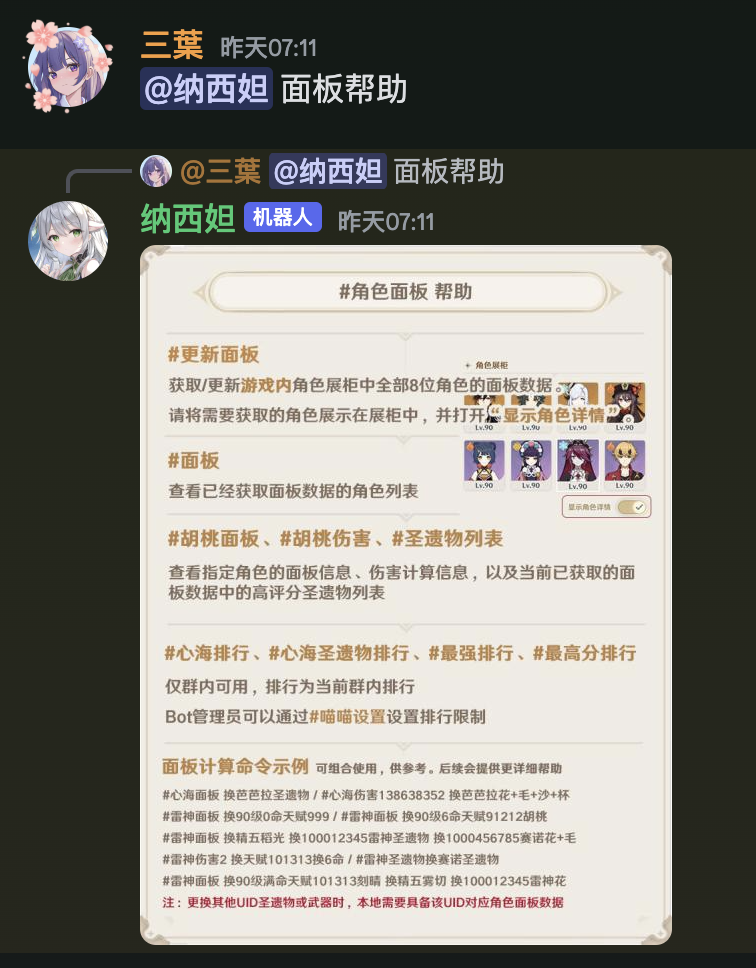 三葉 昨天07:11
@纳西妲 面板帮助
@三葉 @纳西妲 面板帮助
纳西妲 机器人 昨天07:11
#角色面板 帮助
#更新面板
角色展柜
获取/更新游戏内角色展柜中全部8位角色的面板数据。
请将需要获取的角色展示在展柜中，并打开“显示角色详情”
Lv.90 Lv.90 Lv.90 Lv.90
#面板
查看已经获取面板数据的角色列表
Lv.90 Lv.90 Lv.90 Lv.90
显示角色详情
#胡桃面板、#胡桃伤害、#圣遗物列表
查看指定角色的面板信息、伤害计算信息，以及当前已获取的面
板数据中的高评分圣遗物列表
#心海排行、#心海圣遗物排行、#最强排行、#最高分排行
仅群内可用，排行为当前群内排行
Bot管理员可以通过#喵喵设置设置排行限制
面板计算命令示例 可组合使用，供参考。后续会提供更详细帮助
#心海面板 换芭芭拉圣遗物 / #心海伤害138638352 换芭芭拉花+毛+沙+杯
#雷神面板 换90级0命天赋999 / #雷神面板 换90级6命天赋91212胡桃
#雷神面板 换精五稻光 换100012345雷神圣遗物 换1000456785赛诺花+毛
#雷神伤害2 换天赋101313换6命 / #雷神圣遗物换赛诺圣遗物
#雷神面板 换90级满命天赋101313刻晴 换精五雾切 换100012345雷神花
注：更换其他UID圣遗物或武器时，本地需要具备该UID对应角色面板数据